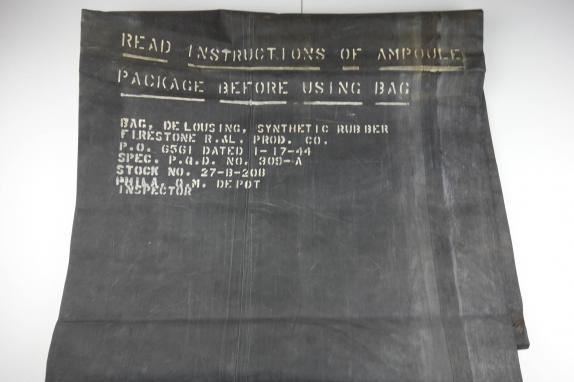 READ INSTRUCTIONS OF AMPOULE
PACKAGE BEFORE USING BAG
BAG, DELOUSING, SYNTHETIC RUBBER
FIRESTONE R.&L. PROD. CO.
P.O. 6561 DATED 1-17-44
SPEC. P.Q.D. NO. 309-A
STOCK NO. 27-B-208
PHILA. Q.M. DEPOT
INSPECTOR